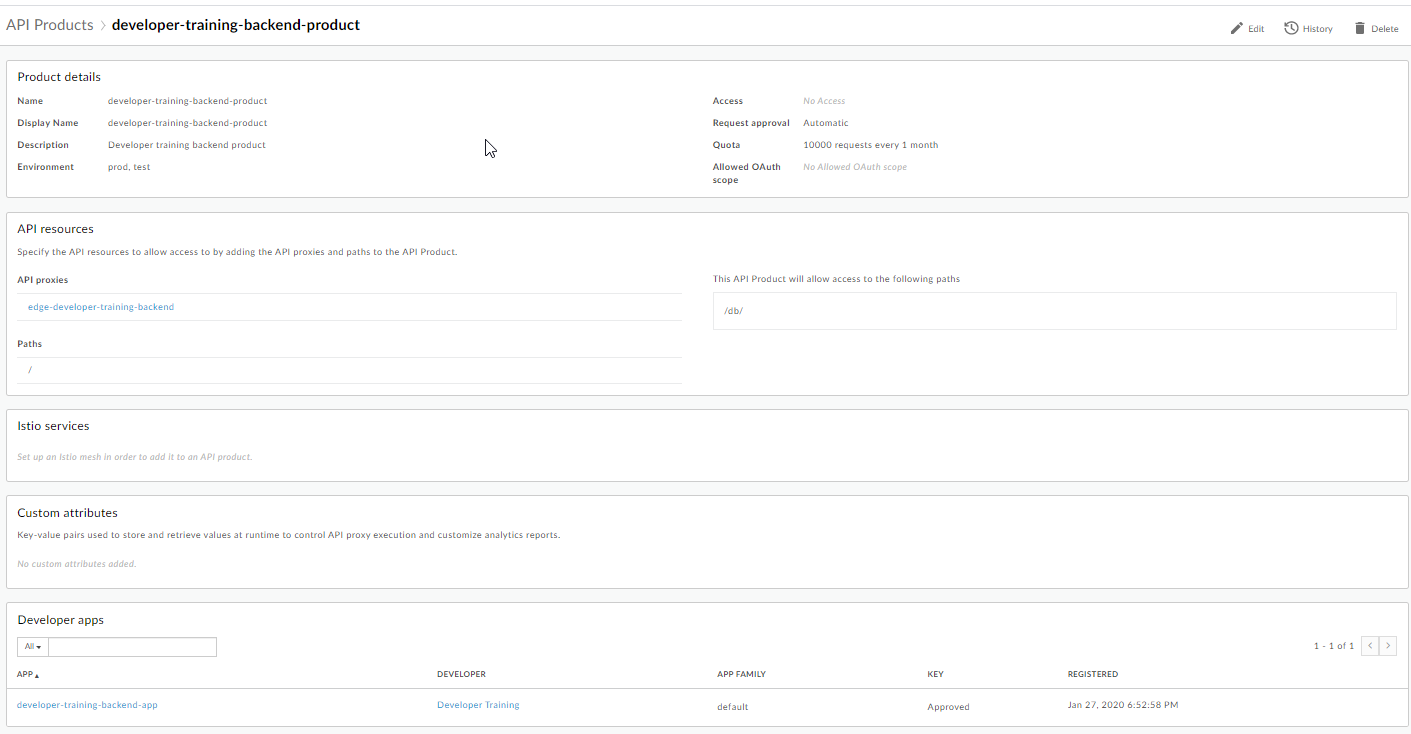 API Products > developer-training-backend-product
Edit History Delete
Product details
Name developer-training-backend-product
Display Name developer-training-backend-product
Description Developer training backend product
Environment prod, test
Access No Access
Request approval Automatic
Quota 10000 requests every 1 month
Allowed OAuth scope No Allowed OAuth scope
API resources
Specify the API resources to allow access to by adding the API proxies and paths to the API Product.
API proxies
edge-developer-training-backend
Paths
/
This API Product will allow access to the following paths
/db/
Istio services
Set up an Istio mesh in order to add it to an API product.
Custom attributes
Key-value pairs used to store and retrieve values at runtime to control API proxy execution and customize analytics reports.
No custom attributes added.
Developer apps
All
1 - 1 of 1 < >
APP DEVELOPER APP FAMILY KEY REGISTERED
developer-training-backend-app Developer Training default Approved Jan 27, 2020 6:52:58 PM